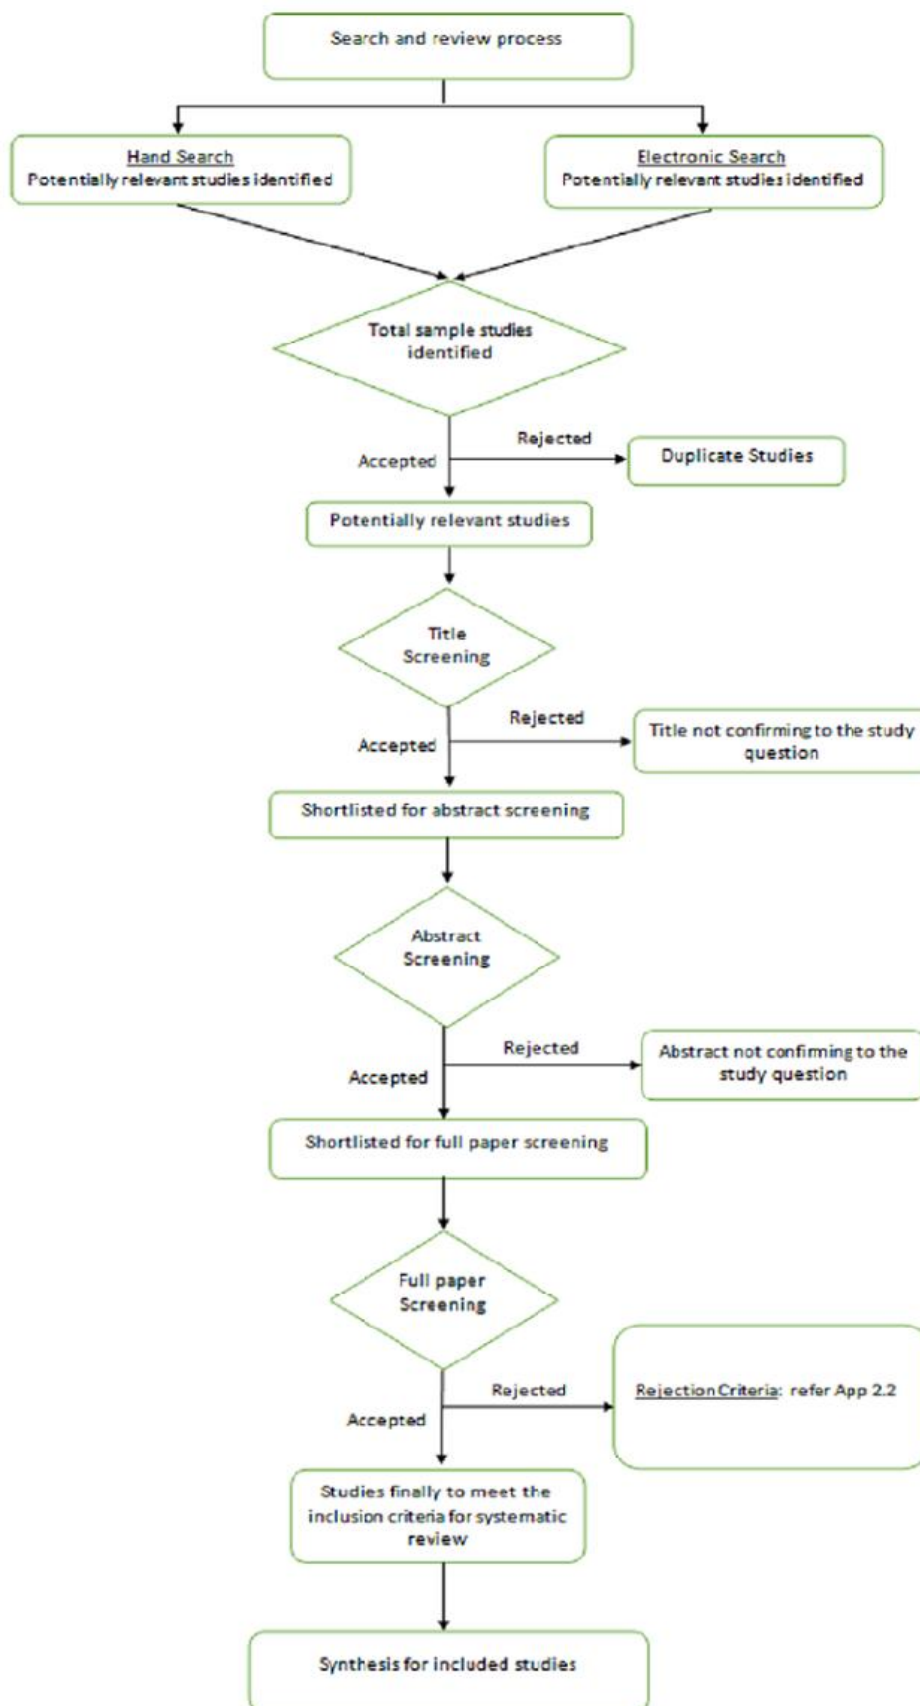 Search and review process
Hand Search
Potentially relevant studies identified
Electronic Search
Potentially relevant studies identified
Total sample studies
identified
Rejected
Accepted
Duplicate Studies
Potentially relevant studies
Title
Screening
Rejected
Accepted
Title not confirming to the study
question
Shortlisted for abstract screening
Abstract
Screening
Rejected
Accepted
Abstract not confirming to the
study question
Shortlisted for full paper screening
Full paper
Screening
Rejected
Accepted
Rejection Criteria: refer App 2.2
Studies finally to meet the
inclusion criteria for systematic
review
Synthesis for included studies